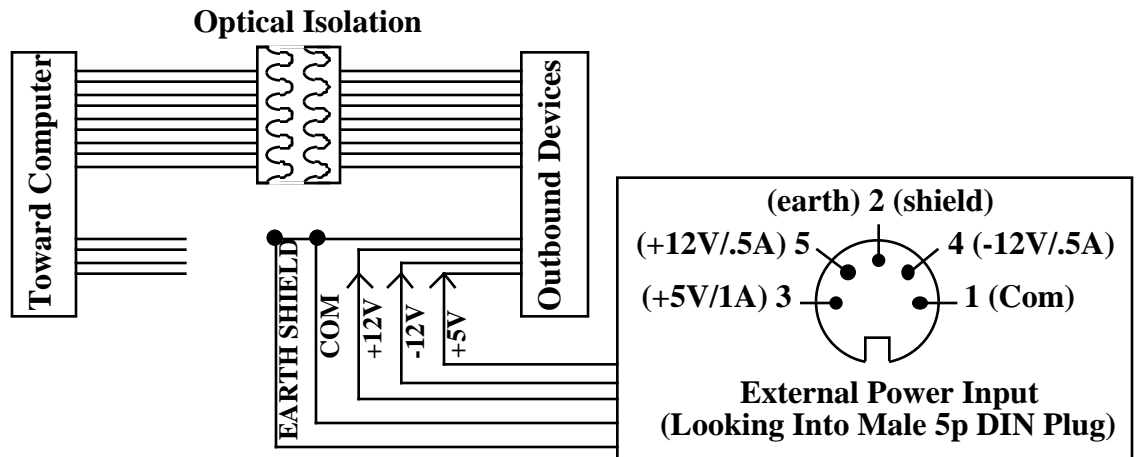 Optical Isolation
Toward Computer
Outbound Devices
EARTH SHIELD
COM
+12V
-12V
+5V
(earth) 2 (shield)
(+12V/.5A) 5
4 (-12V/.5A)
(+5V/1A) 3
1 (Com)
External Power Input
(Looking Into Male 5p DIN Plug)